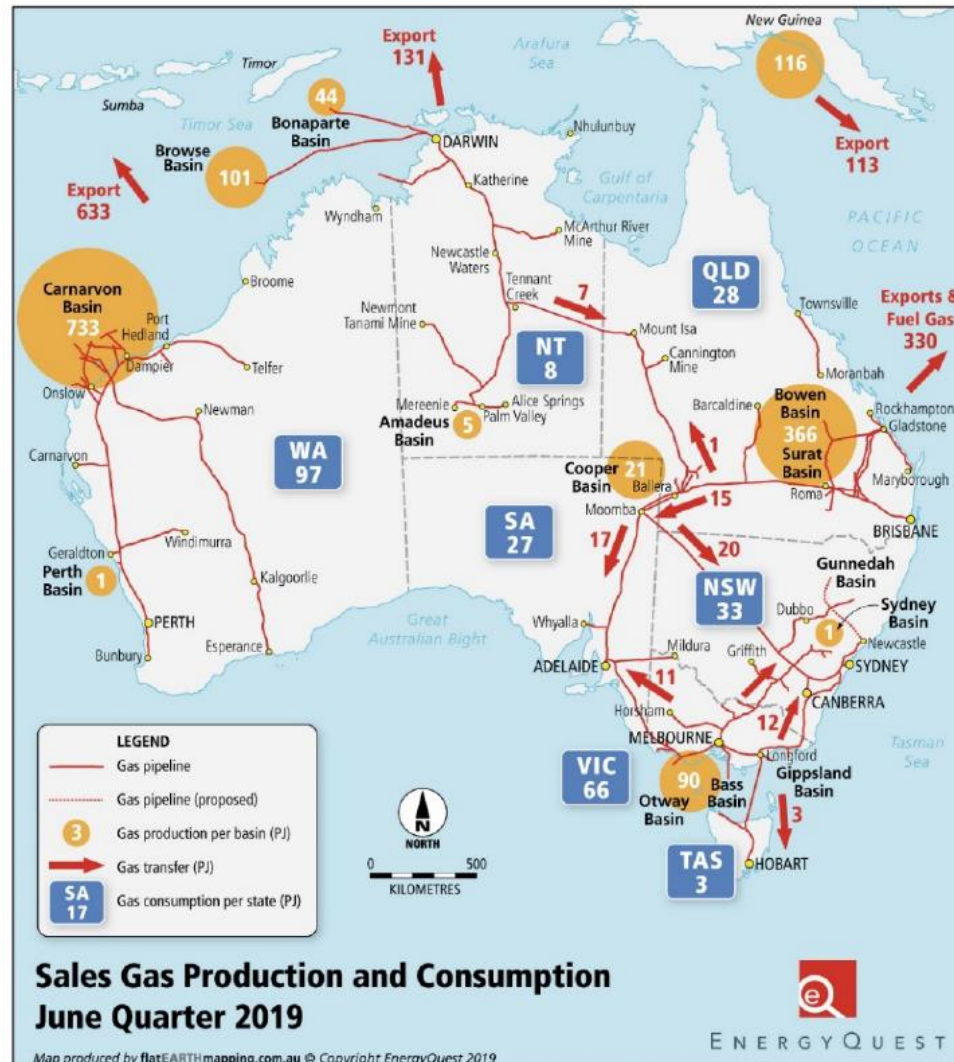 New Guinea
Export
131
Arafura
Sea
116
Timor
Sumba
44
Timor Sea
Bonaparte
Basin
DARWIN
Nhulunbuy
Export
113
Browse
Basin
101
Katherine
Gulf of
Carpentaria
Export
633
PACIFIC
OCEAN
Wyndham
McArthur River
Mine
Newcastle
Waters
QLD
28
Broome
Tennant
Creek
7
Townsville
Exports &
Fuel Gas
330
Carnarvon
Basin
733
Port
Hedland
Newmont
Tanami Mine
Mount Isa
Dampier
Telfer
NT
8
Cannington
Mine
Moranbah
Onslow
Newman
Mereenie
Alice Springs
Palm Valley
Barcaldine
Bowen
Basin
366
Surat
Basin
Rockhampton
Gladstone
Amadeus
Basin
5
WA
97
1
Carnarvon
Cooper
Basin
21
Ballera
Roma
Maryborough
15
Moomba
SA
27
BRISBANE
Geraldton
Windimurra
17
20
Gunnedah
Basin
Perth
Basin
1
Kalgoorlie
NSW
33
Sydney
Basin
Dubbo
1
PERTH
Great
Australian Bight
Whyalla
Newcastle
Bunbury
Esperance
Mildura
Griffith
ADELAIDE
SYDNEY
11
CANBERRA
Horsham
12
MELBOURNE
Tasman
Sea
LEGEND
Gas pipeline
Gas pipeline (proposed)
3
Gas production per basin (PJ)
Gas transfer (PJ)
SA
17
Gas consumption per state (PJ)
Longford
VIC
66
90
Otway
Basin
Bass
Basin
Gippsland
Basin
3
N
NORTH
0 500
KILOMETRES
TAS
3
HOBART
Sales Gas Production and Consumption
June Quarter 2019
Map produced by flatEARTHmapping.com.au © Copyright EnergyQuest 2019
e
ENERGYQUEST